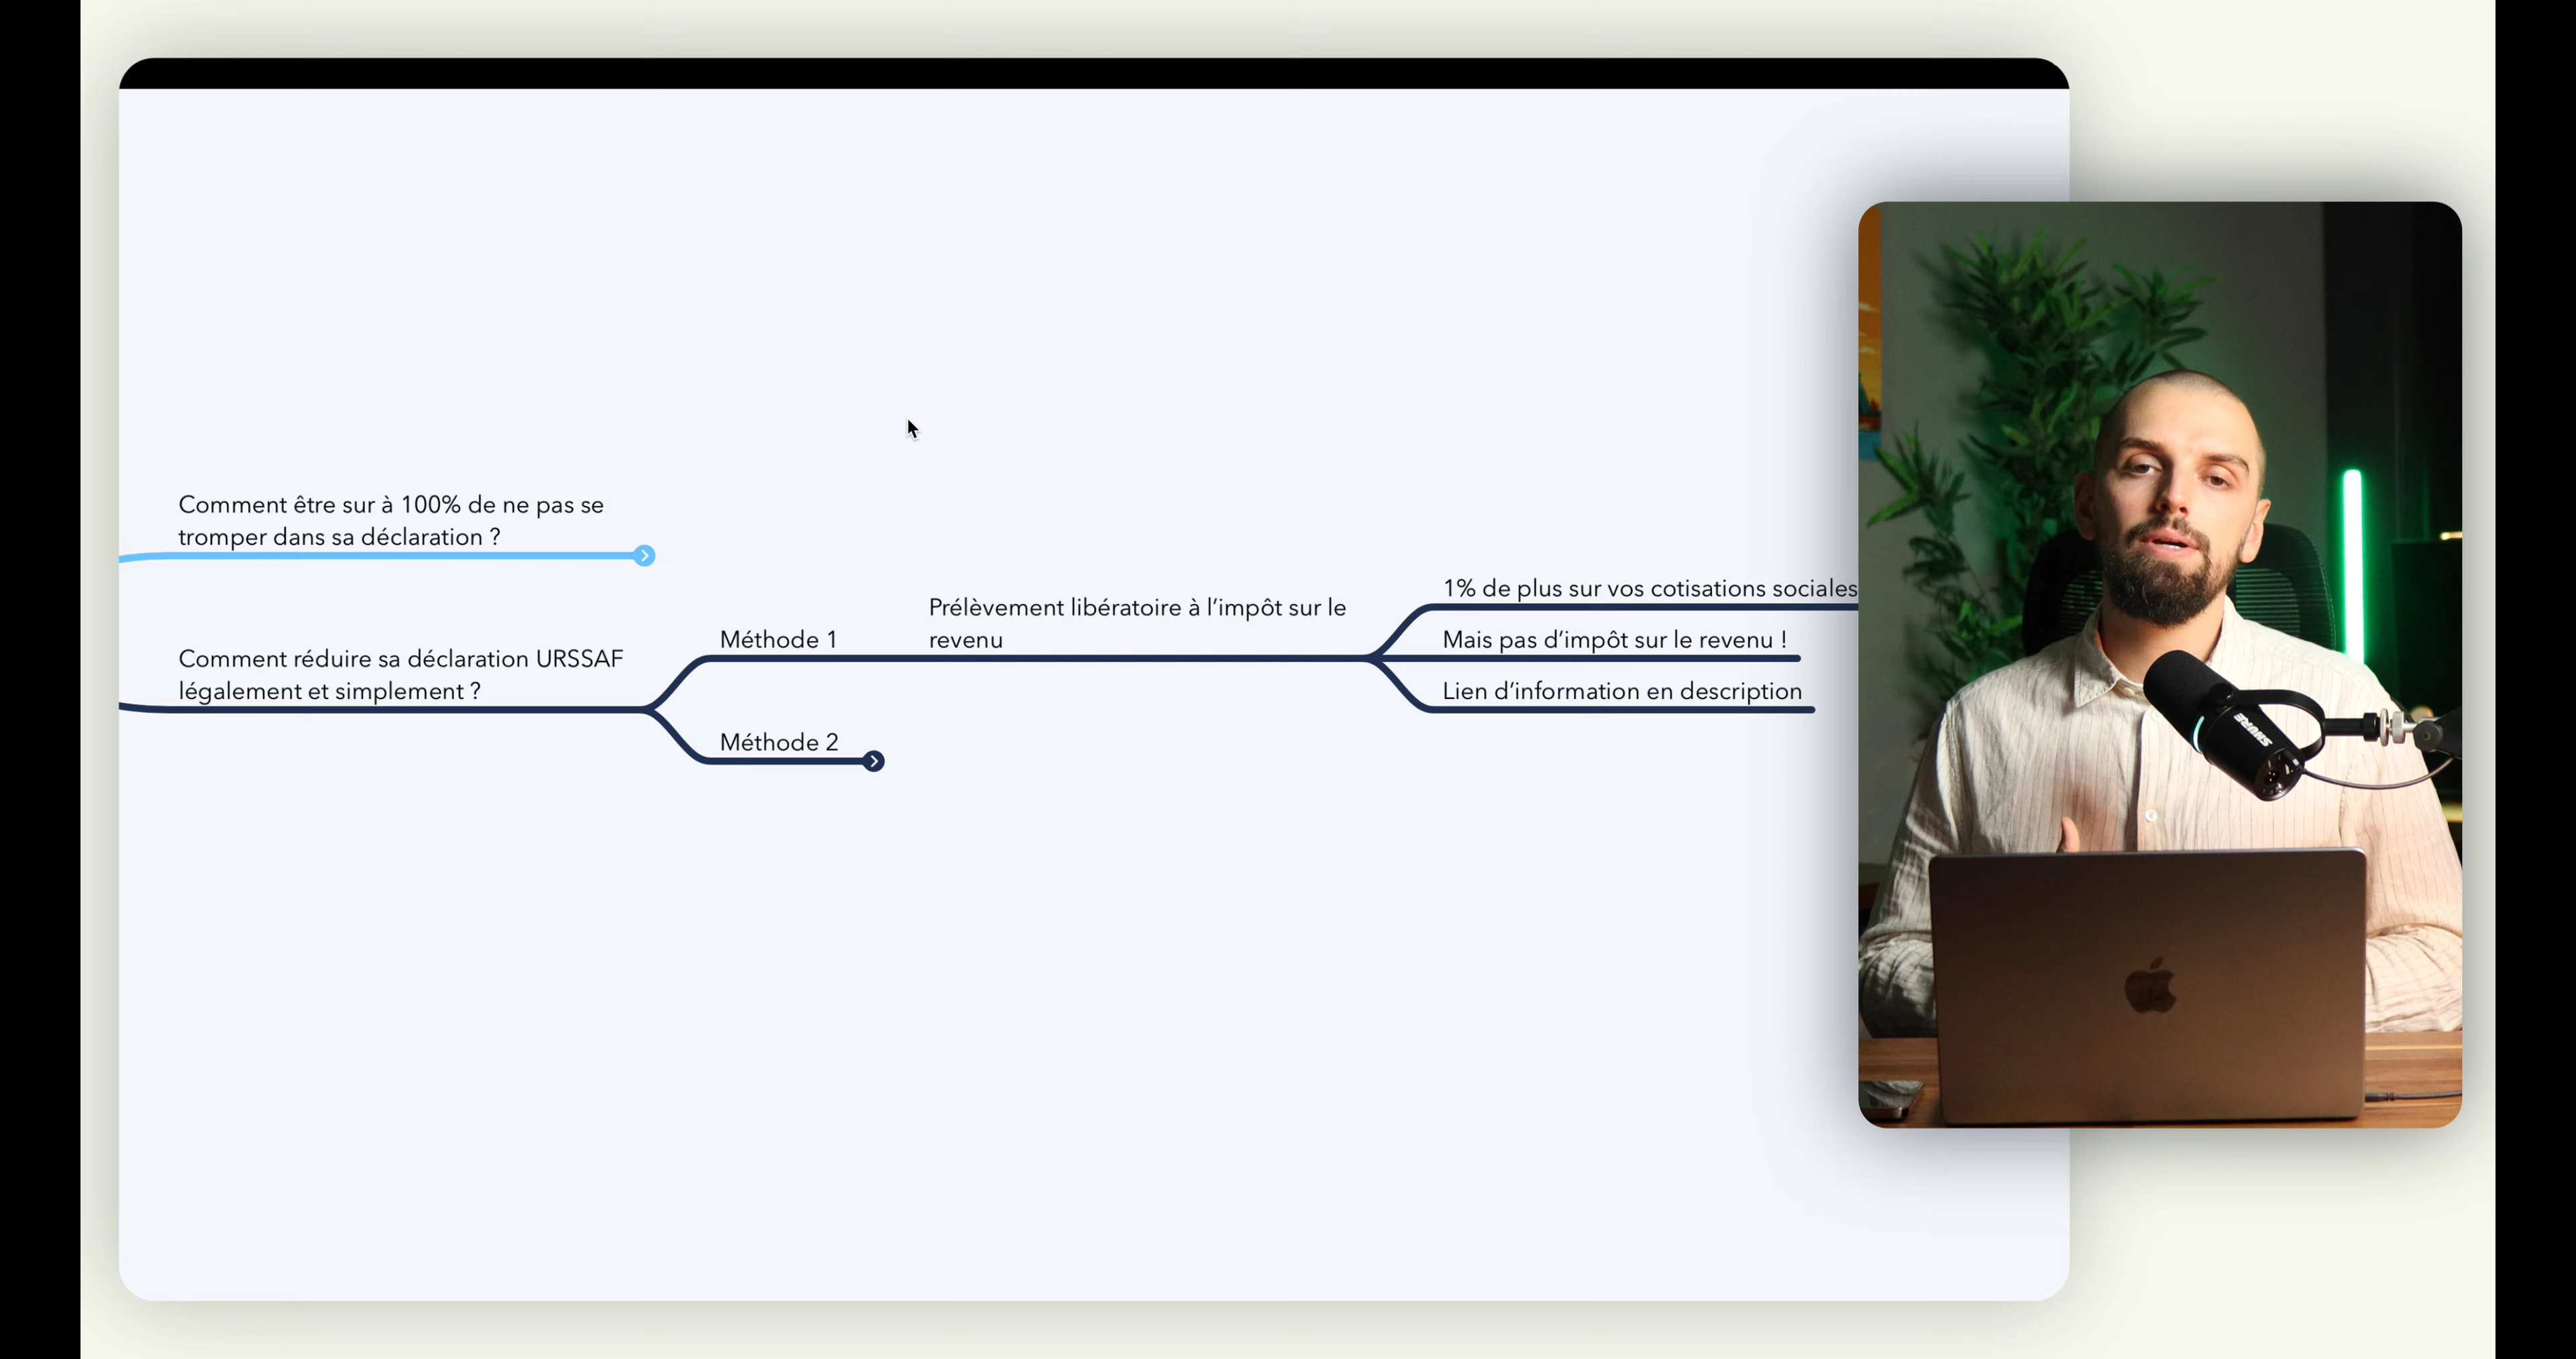 Comment être sur à 100% de ne pas se
tromper dans sa déclaration ?
Comment réduire sa déclaration URSSAF
légalement et simplement ?
Méthode 1
Prélèvement libératoire à l’impôt sur le
revenu
1% de plus sur vos cotisations sociales
Mais pas d’impôt sur le revenu !
Lien d’information en description
Méthode 2
SHURE